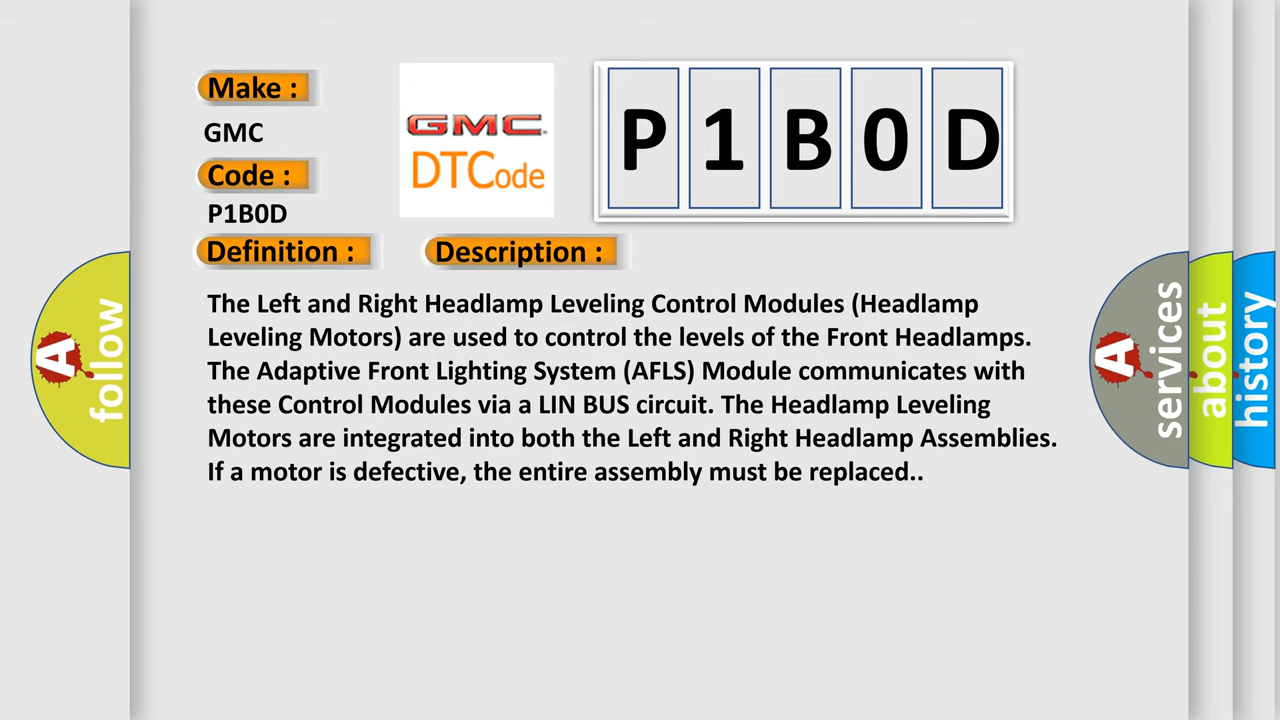 Make :
GMC
Code :
P1B0D
Definition :
Description :
GMC
DTCode
P1B0D
The Left and Right Headlamp Leveling Control Modules (Headlamp
Leveling Motors) are used to control the levels of the Front Headlamps.
The Adaptive Front Lighting System (AFLS) Module communicates with
these Control Modules via a LIN BUS circuit. The Headlamp Leveling
Motors are integrated into both the Left and Right Headlamp Assemblies.
If a motor is defective, the entire assembly must be replaced..
A
follow
A
services
about
history